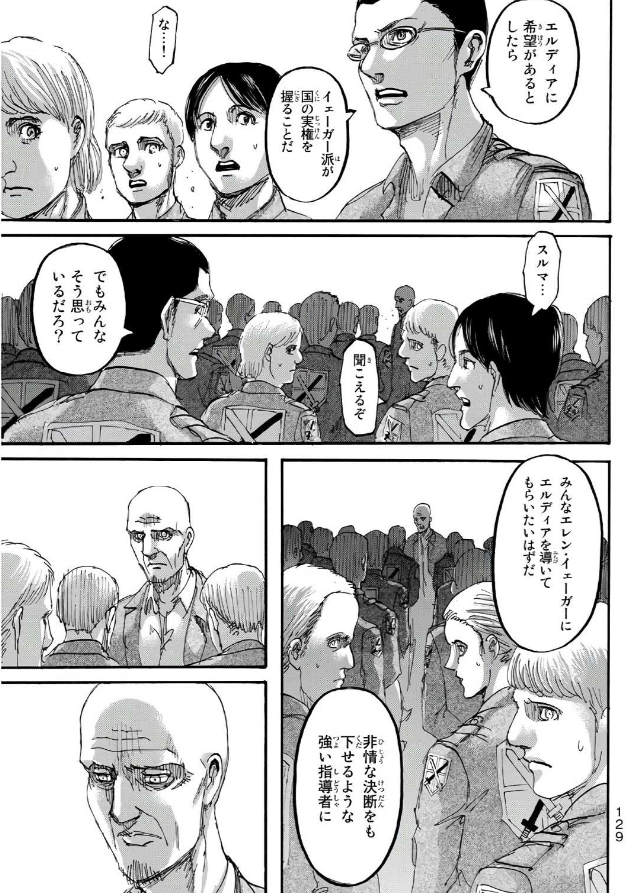 エルディアに
希望があると
したら
イェーガー派が
国の実権を
握ることだ
な…!
スルマ…
聞こえるぞ
でもみんな
そう思って
いるだろ?
みんなエレン・イェーガーに
エルディアを導いて
もらいたいはずだ
非情な決断をも
下せるような
強い指導者に
129